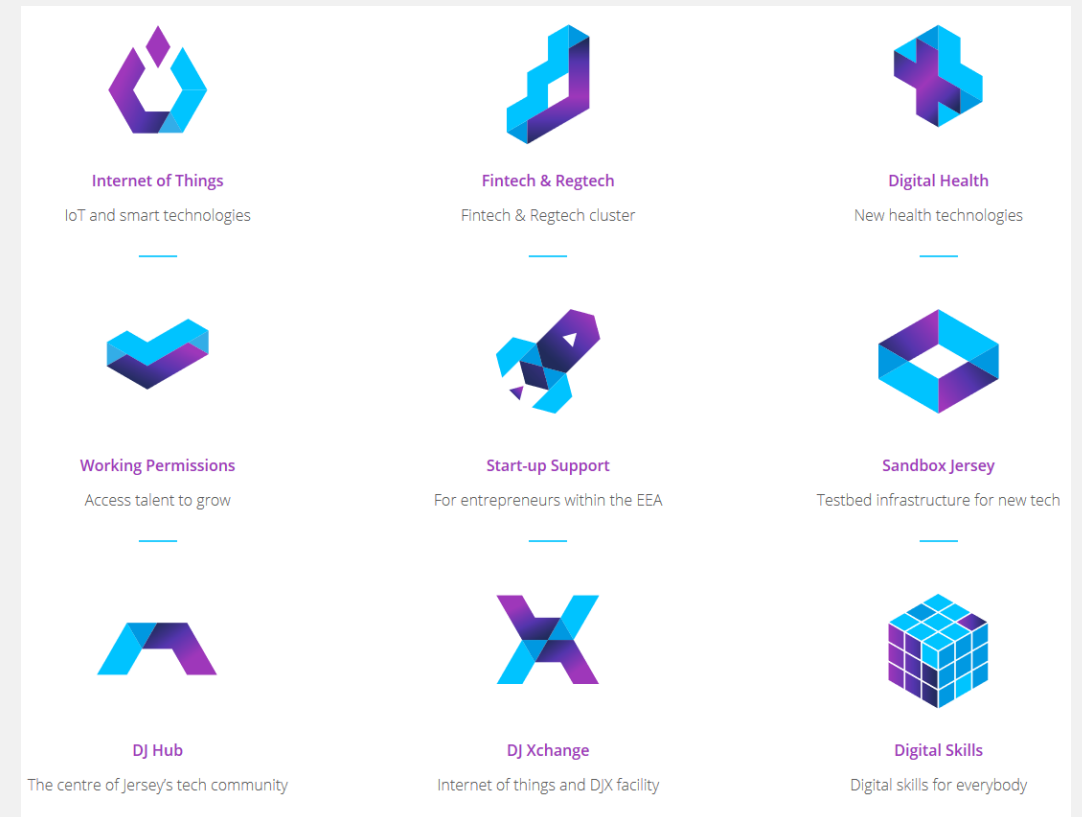 Internet of Things
IoT and smart technologies
Fintech & Regtech
Fintech & Regtech cluster
Digital Health
New health technologies
Working Permissions
Access talent to grow
Start-up Support
For entrepreneurs within the EEA
Sandbox Jersey
Testbed infrastructure for new tech
DJ Hub
The centre of Jersey’s tech community
DJ Xchange
Internet of things and DJX facility
Digital Skills
Digital skills for everybody